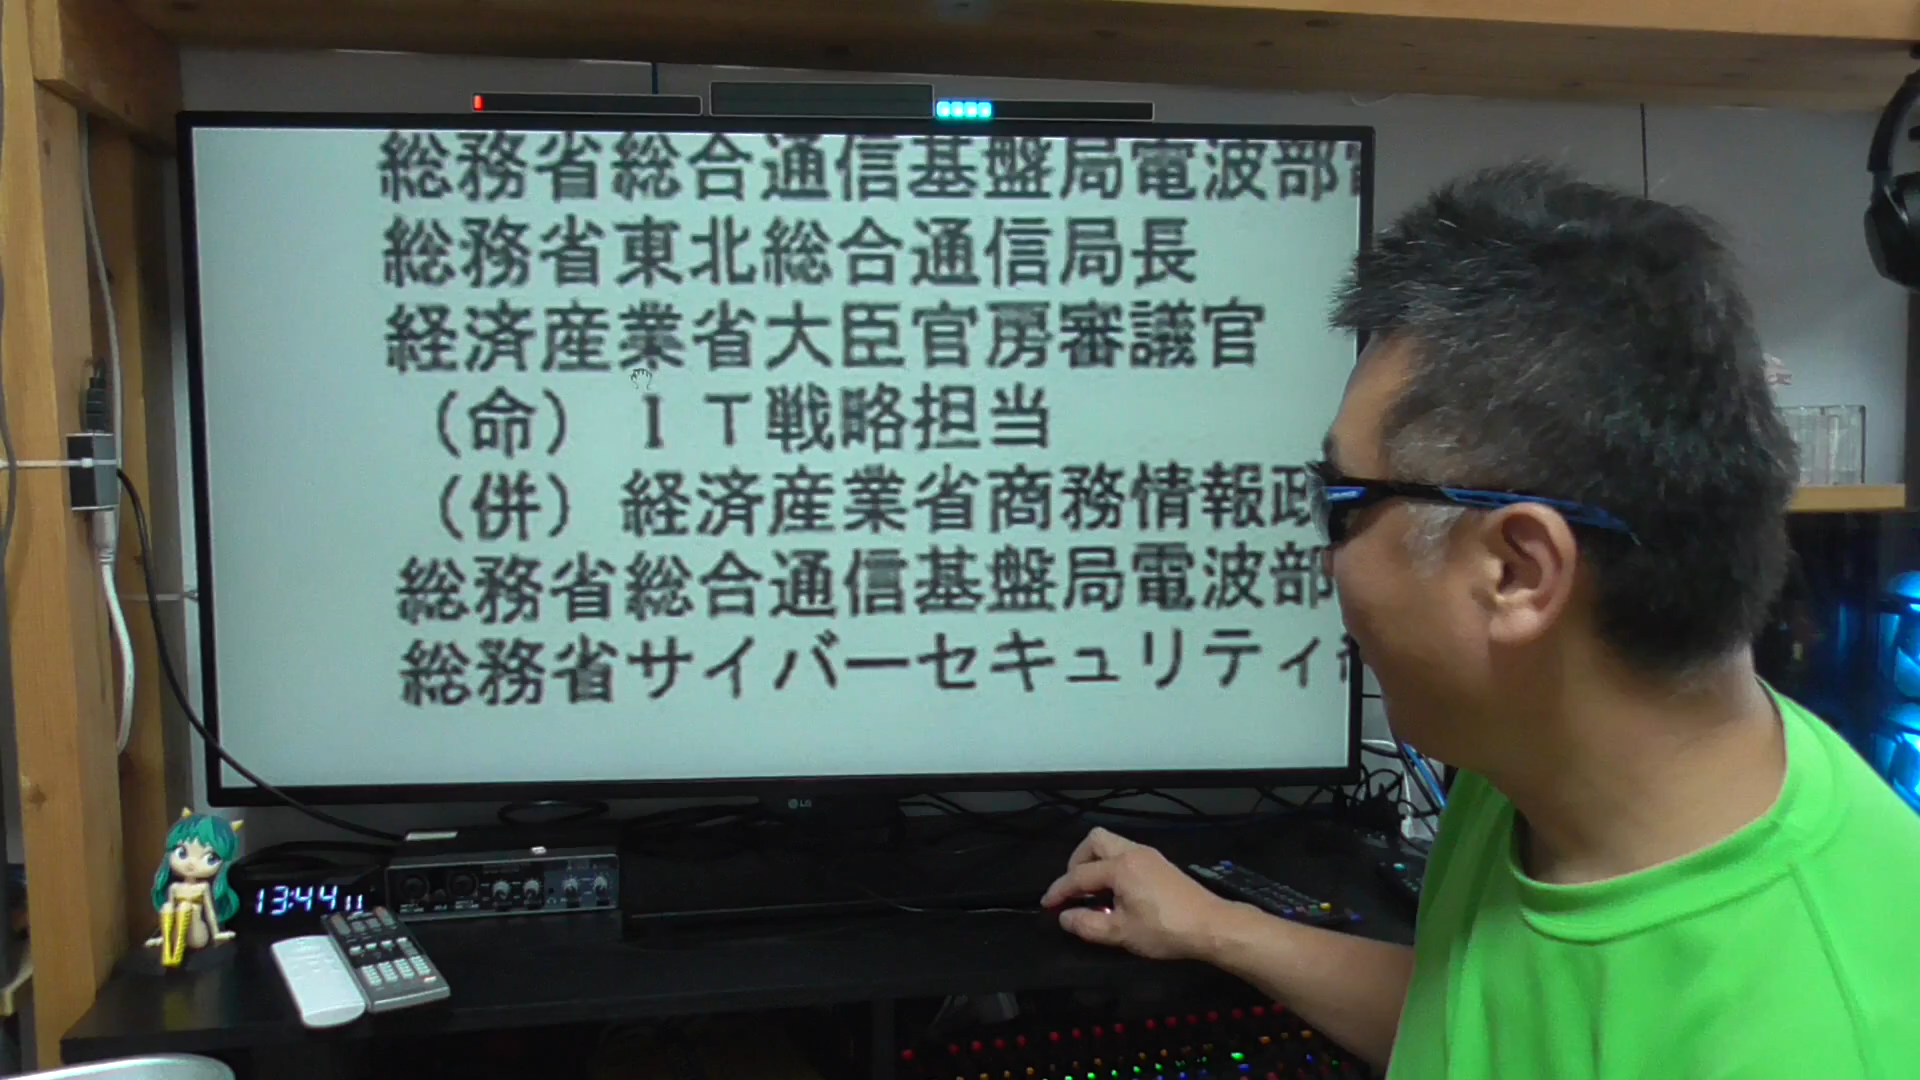 総務省総合通信基盤局電波部
総務省東北総合通信局長
経済産業省大臣官房審議官
（命）ＩＴ戦略担当
（併）経済産業省商務情報政
総務省総合通信基盤局電波部
総務省サイバーセキュリティ
LG
13:44 11